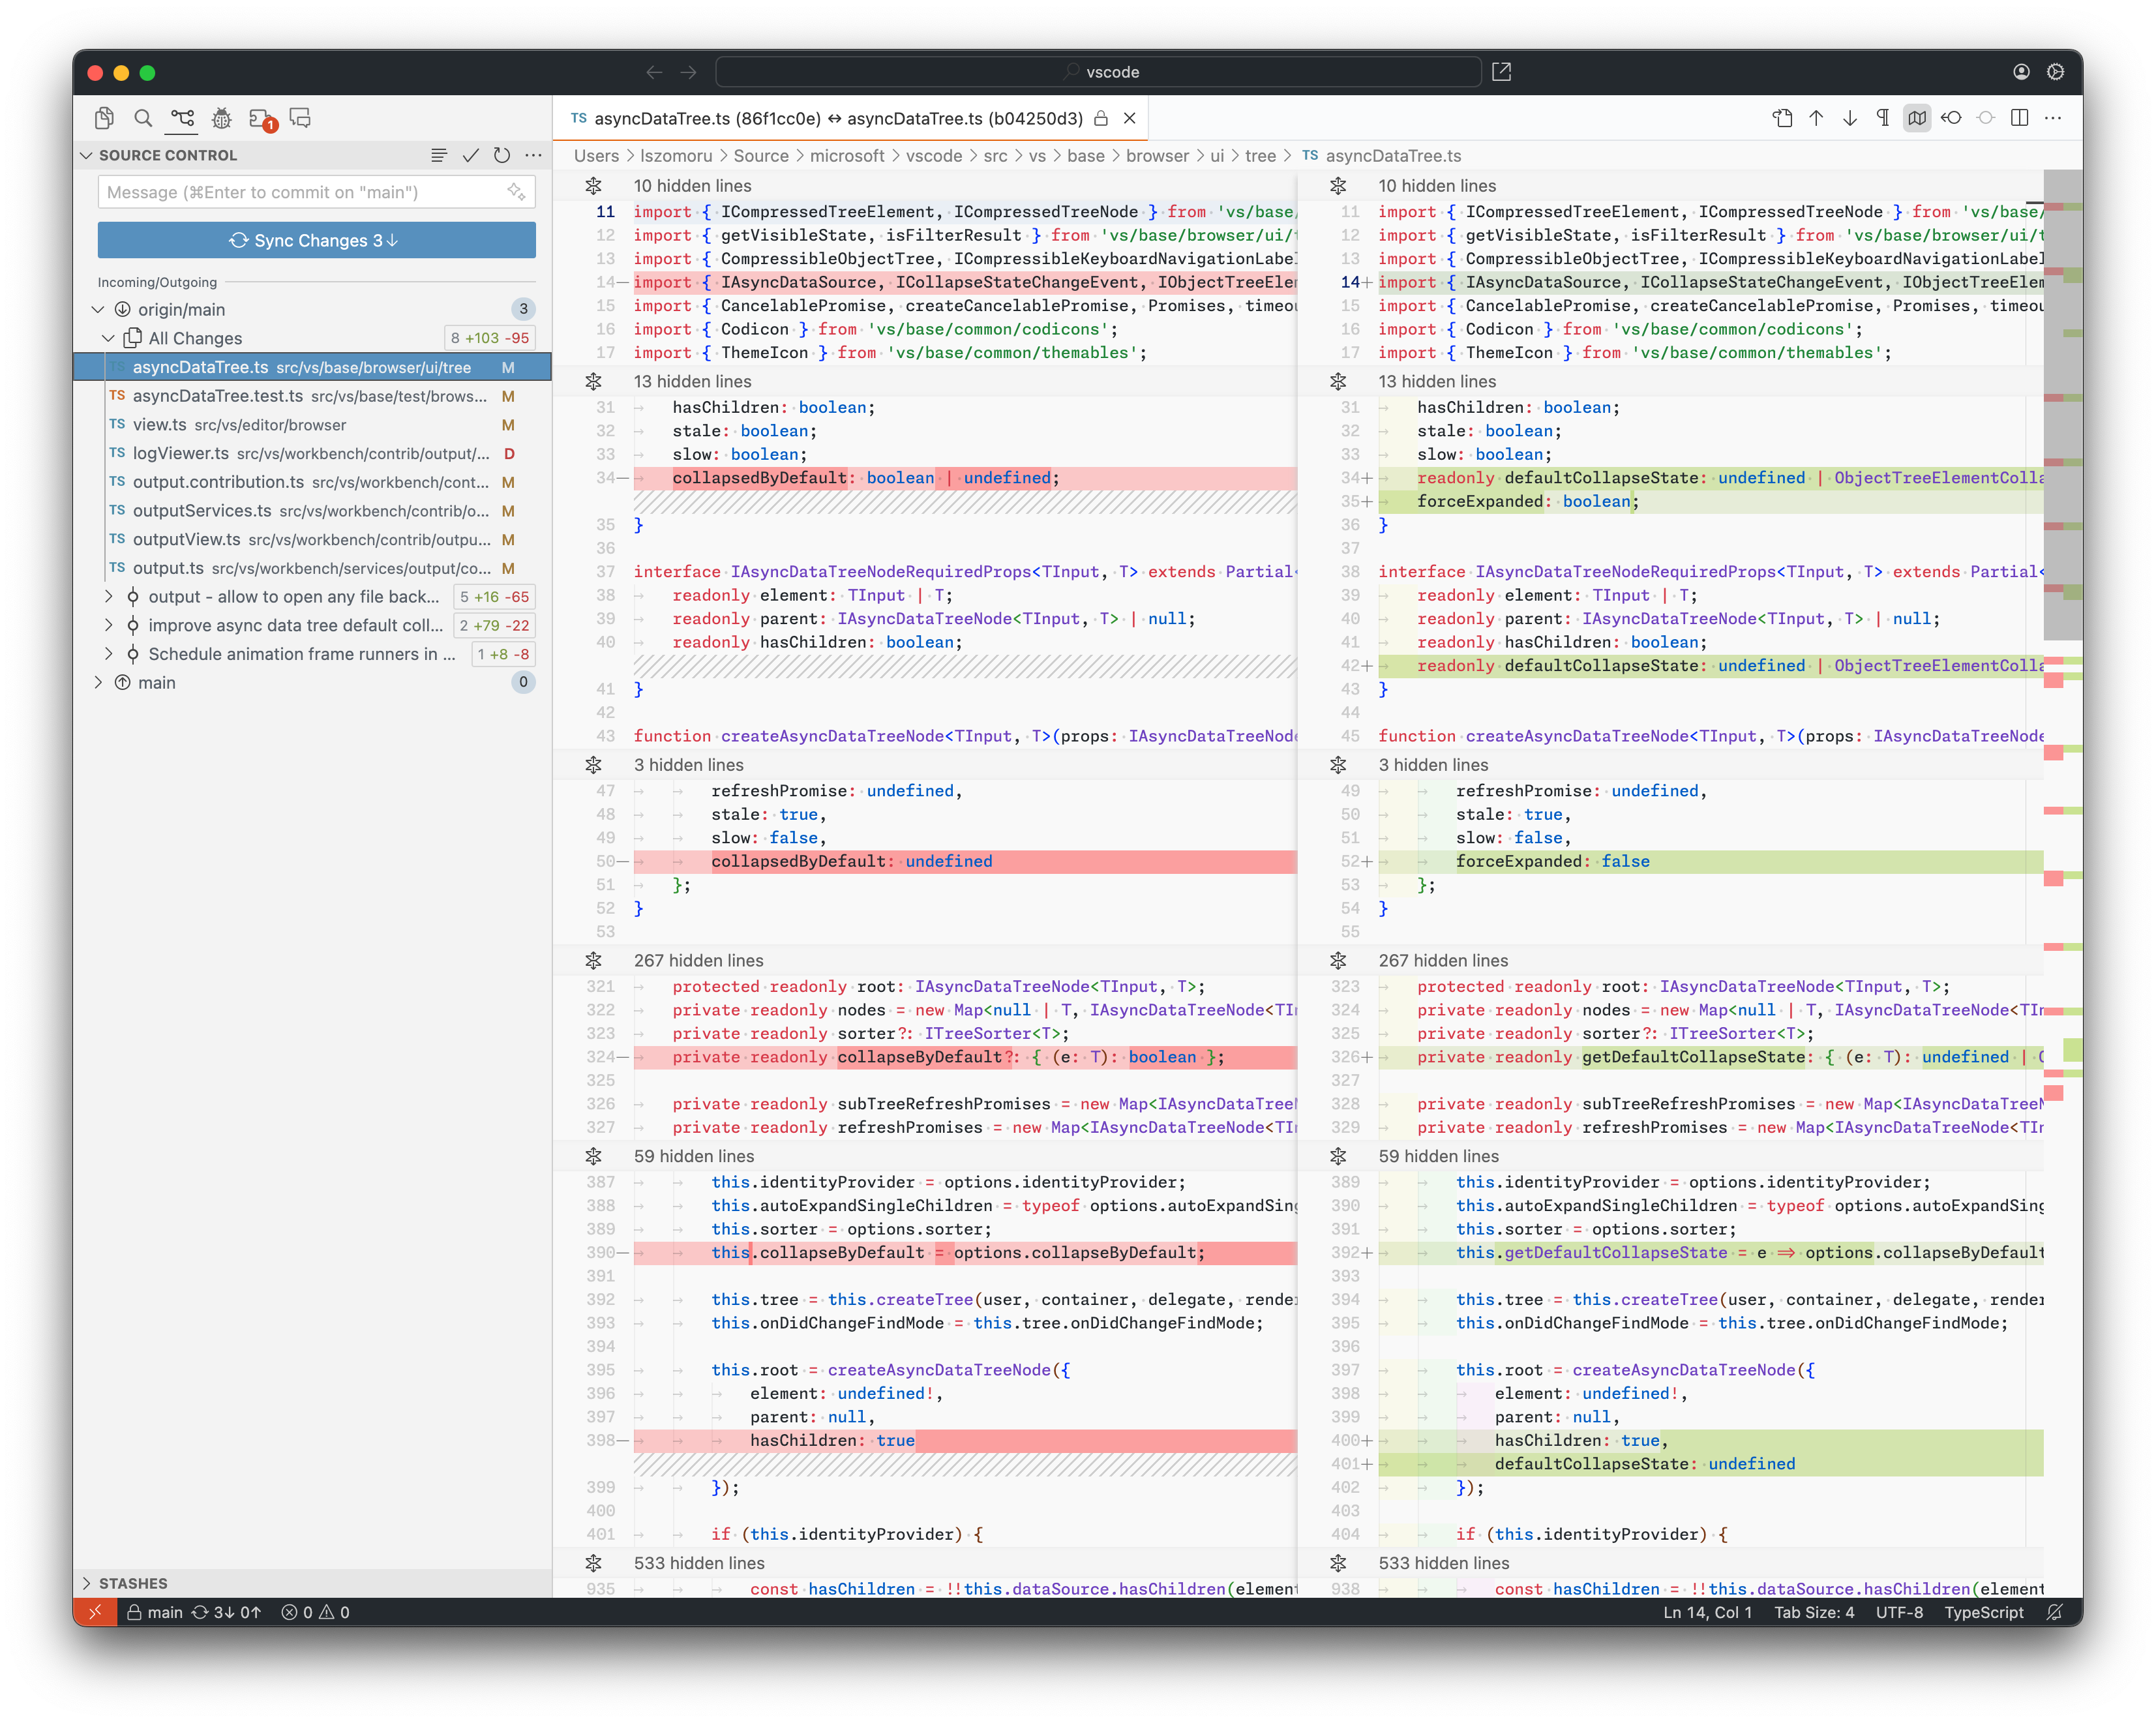 vscode
1
TS asyncDataTree.ts (86f1cc0e) ↔ asyncDataTree.ts (b04250d3)
SOURCE CONTROL
Users > lszomoru > Source > microsoft > vscode > src > vs > base > browser > ui > tree > TS asyncDataTree.ts
Message (⌘Enter to commit on "main")
Sync Changes 3↓
Incoming/Outgoing
origin/main 3
All Changes 8 +103 -95
TS asyncDataTree.ts src/vs/base/browser/ui/tree M
TS asyncDataTree.test.ts src/vs/base/test/brows... M
TS view.ts src/vs/editor/browser M
TS logViewer.ts src/vs/workbench/contrib/output/... D
TS output.contribution.ts src/vs/workbench/cont... M
TS outputServices.ts src/vs/workbench/contrib/o... M
TS outputView.ts src/vs/workbench/contrib/outpu... M
TS output.ts src/vs/workbench/services/output/co... M
output - allow to open any file back... 5 +16 -65
improve async data tree default coll... 2 +79 -22
Schedule animation frame runners in ... 1 +8 -8
main 0
STASHES
10 hidden lines
11 import { ICompressedTreeElement, ICompressedTreeNode } from 'vs/base/
12 import { getVisibleState, isFilterResult } from 'vs/base/browser/ui/t
13 import { CompressibleObjectTree, ICompressibleKeyboardNavigationLabel
14— import { IAsyncDataSource, ICollapseStateChangeEvent, IObjectTreeElem
15 import { CancelablePromise, createCancelablePromise, Promises, timeou
16 import { Codicon } from 'vs/base/common/codicons';
17 import { ThemeIcon } from 'vs/base/common/themables';
13 hidden lines
31 hasChildren: boolean;
32 stale: boolean;
33 slow: boolean;
34— collapsedByDefault: boolean | undefined;
35 }
36
37 interface IAsyncDataTreeNodeRequiredProps<TInput, T> extends Partial<
38 readonly element: TInput | T;
39 readonly parent: IAsyncDataTreeNode<TInput, T> | null;
40 readonly hasChildren: boolean;
41 }
42
43 function createAsyncDataTreeNode<TInput, T>(props: IAsyncDataTreeNode
3 hidden lines
47 refreshPromise: undefined,
48 stale: true,
49 slow: false,
50— collapsedByDefault: undefined
51 };
52 }
53
267 hidden lines
321 protected readonly root: IAsyncDataTreeNode<TInput, T>;
322 private readonly nodes = new Map<null | T, IAsyncDataTreeNode<TIn
323 private readonly sorter?: ITreeSorter<T>;
324— private readonly collapseByDefault?: { (e: T): boolean };
325
326 private readonly subTreeRefreshPromises = new Map<IAsyncDataTreeN
327 private readonly refreshPromises = new Map<IAsyncDataTreeNode<TIn
59 hidden lines
387 this.identityProvider = options.identityProvider;
388 this.autoExpandSingleChildren = typeof options.autoExpandSing
389 this.sorter = options.sorter;
390— this.collapseByDefault = options.collapseByDefault;
391
392 this.tree = this.createTree(user, container, delegate, render
393 this.onDidChangeFindMode = this.tree.onDidChangeFindMode;
394
395 this.root = createAsyncDataTreeNode({
396 element: undefined!,
397 parent: null,
398— hasChildren: true
399 });
400
401 if (this.identityProvider) {
533 hidden lines
935 const hasChildren = !!this.dataSource.hasChildren(element
10 hidden lines
11 import { ICompressedTreeElement, ICompressedTreeNode } from 'vs/base/
12 import { getVisibleState, isFilterResult } from 'vs/base/browser/ui/t
13 import { CompressibleObjectTree, ICompressibleKeyboardNavigationLabel
14+ import { IAsyncDataSource, ICollapseStateChangeEvent, IObjectTreeElem
15 import { CancelablePromise, createCancelablePromise, Promises, timeou
16 import { Codicon } from 'vs/base/common/codicons';
17 import { ThemeIcon } from 'vs/base/common/themables';
13 hidden lines
31 hasChildren: boolean;
32 stale: boolean;
33 slow: boolean;
34+ readonly defaultCollapseState: undefined | ObjectTreeElementColla
35+ forceExpanded: boolean;
36 }
37
38 interface IAsyncDataTreeNodeRequiredProps<TInput, T> extends Partial<
39 readonly element: TInput | T;
40 readonly parent: IAsyncDataTreeNode<TInput, T> | null;
41 readonly hasChildren: boolean;
42+ readonly defaultCollapseState: undefined | ObjectTreeElementColla
43 }
44
45 function createAsyncDataTreeNode<TInput, T>(props: IAsyncDataTreeNode
3 hidden lines
49 refreshPromise: undefined,
50 stale: true,
51 slow: false,
52+ forceExpanded: false
53 };
54 }
55
267 hidden lines
323 protected readonly root: IAsyncDataTreeNode<TInput, T>;
324 private readonly nodes = new Map<null | T, IAsyncDataTreeNode<TIn
325 private readonly sorter?: ITreeSorter<T>;
326+ private readonly getDefaultCollapseState: { (e: T): undefined | O
327
328 private readonly subTreeRefreshPromises = new Map<IAsyncDataTreeN
329 private readonly refreshPromises = new Map<IAsyncDataTreeNode<TIn
59 hidden lines
389 this.identityProvider = options.identityProvider;
390 this.autoExpandSingleChildren = typeof options.autoExpandSing
391 this.sorter = options.sorter;
392+ this.getDefaultCollapseState = e => options.collapseByDefault
393
394 this.tree = this.createTree(user, container, delegate, render
395 this.onDidChangeFindMode = this.tree.onDidChangeFindMode;
396
397 this.root = createAsyncDataTreeNode({
398 element: undefined!,
399 parent: null,
400+ hasChildren: true,
401+ defaultCollapseState: undefined
402 });
403
404 if (this.identityProvider) {
533 hidden lines
938 const hasChildren = !!this.dataSource.hasChildren(element
main 3↓ 0↑ 0 0
Ln 14, Col 1 Tab Size: 4 UTF-8 TypeScript